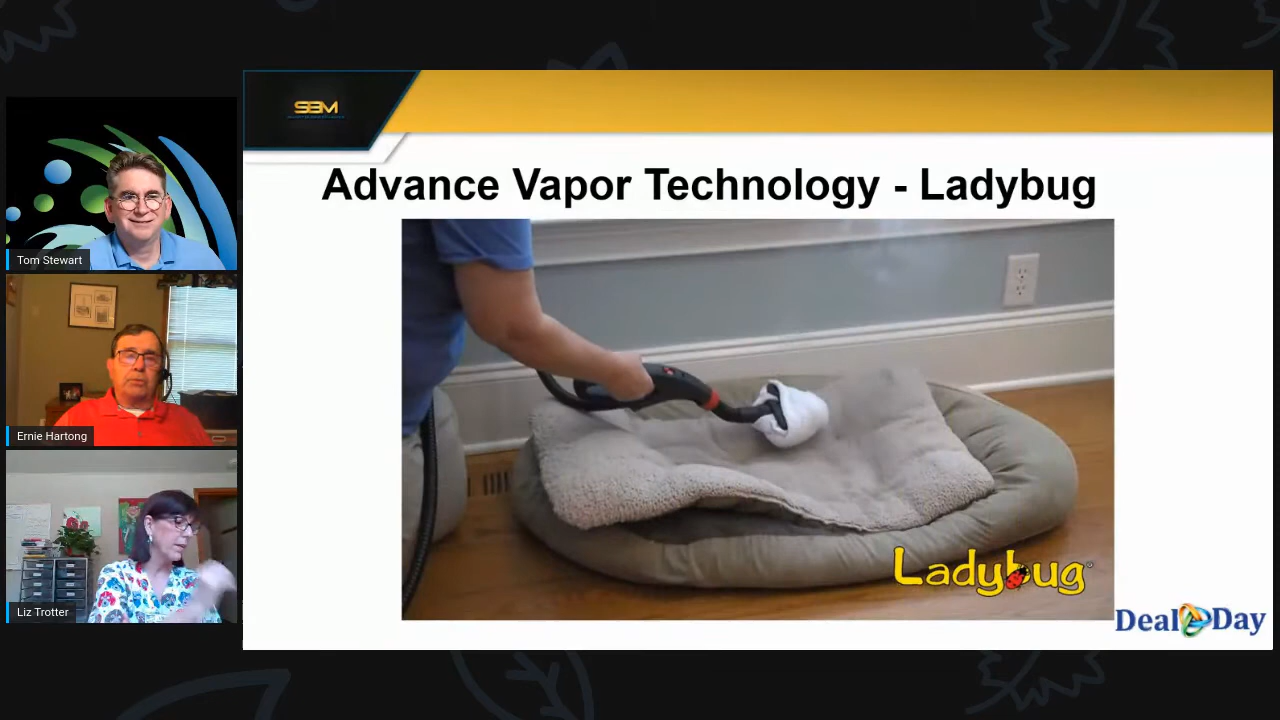 SBM
Advance Vapor Technology - Ladybug
Tom Stewart
Ernie Hartong
Liz Trotter
Ladybug
Deal Day